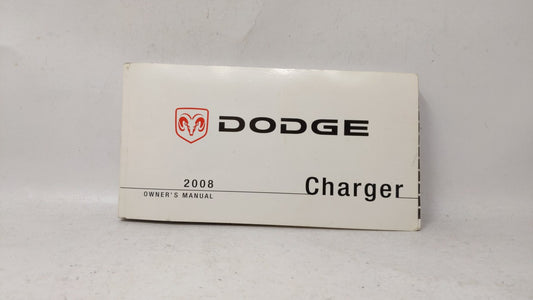 DODGE
2008
OWNER'S MANUAL
Charger